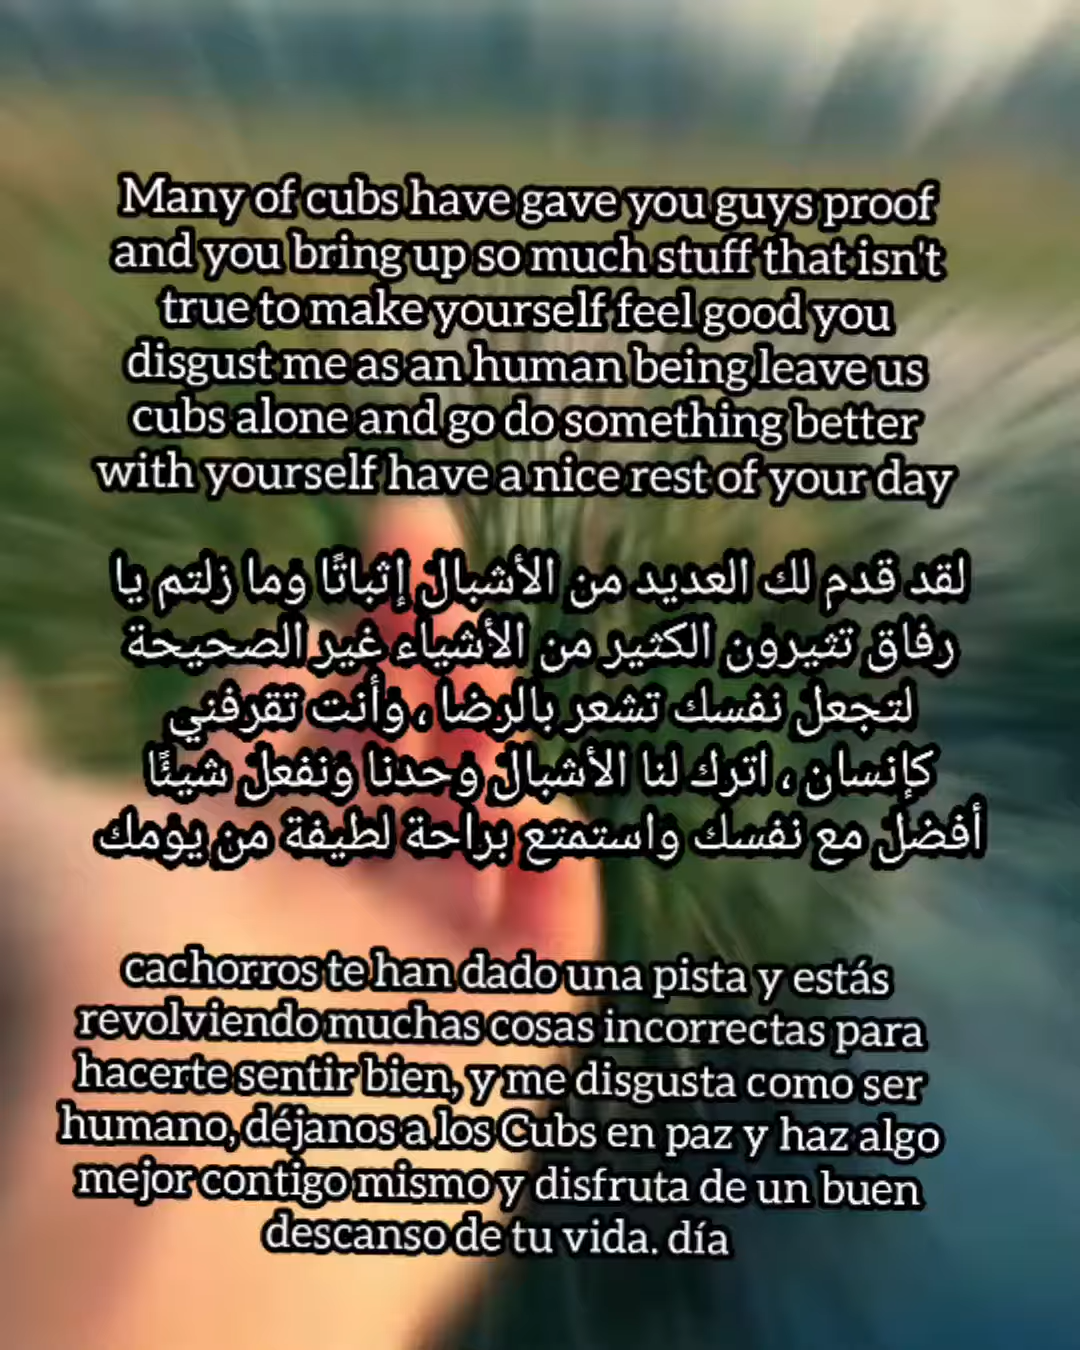 Many of cubs have gave you guys proof
and you bring up so much stuff that isn't
true to make yourself feel good you
disgust me as an human being leave us
cubs alone and go do something better
with yourself have a nice rest of your day
لقد قدم لك العديد من الأشبال إثباتًا وما زلتم يا
رفاق تثيرون الكثير من الأشياء غير الصحيحة
لتجعل نفسك تشعر بالرضا ، وأنت تقرفني
كإنسان ، اترك لنا الأشبال وحدنا ونفعل شيئًا
أفضل مع نفسك واستمتع براحة لطيفة من يومك
cachorros te han dado una pista y estás
revolviendo muchas cosas incorrectas para
hacerte sentir bien, y me disgusta como ser
humano, déjanos a los Cubs en paz y haz algo
mejor contigo mismo y disfruta de un buen
descanso de tu vida. día